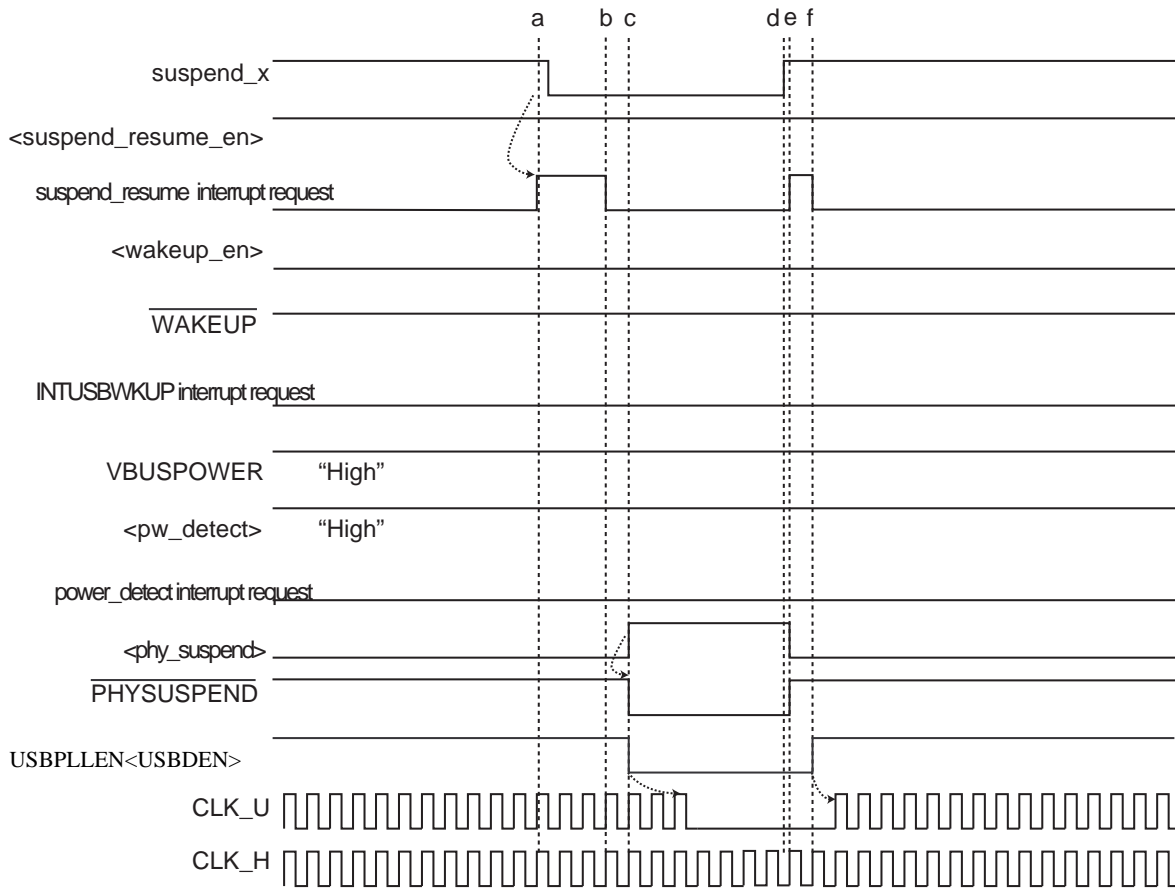 a b c d e f
suspend_x
<suspend_resume_en>
suspend_resume interrupt request
<wakeup_en>
WAKEUP
INTUSBWKUP interrupt request
VBUSPOWER "High"
<pw_detect> "High"
power_detect interrupt request
<phy_suspend>
PHYSUSPEND
USBPLLEN<USBDEN>
CLK_U
CLK_H